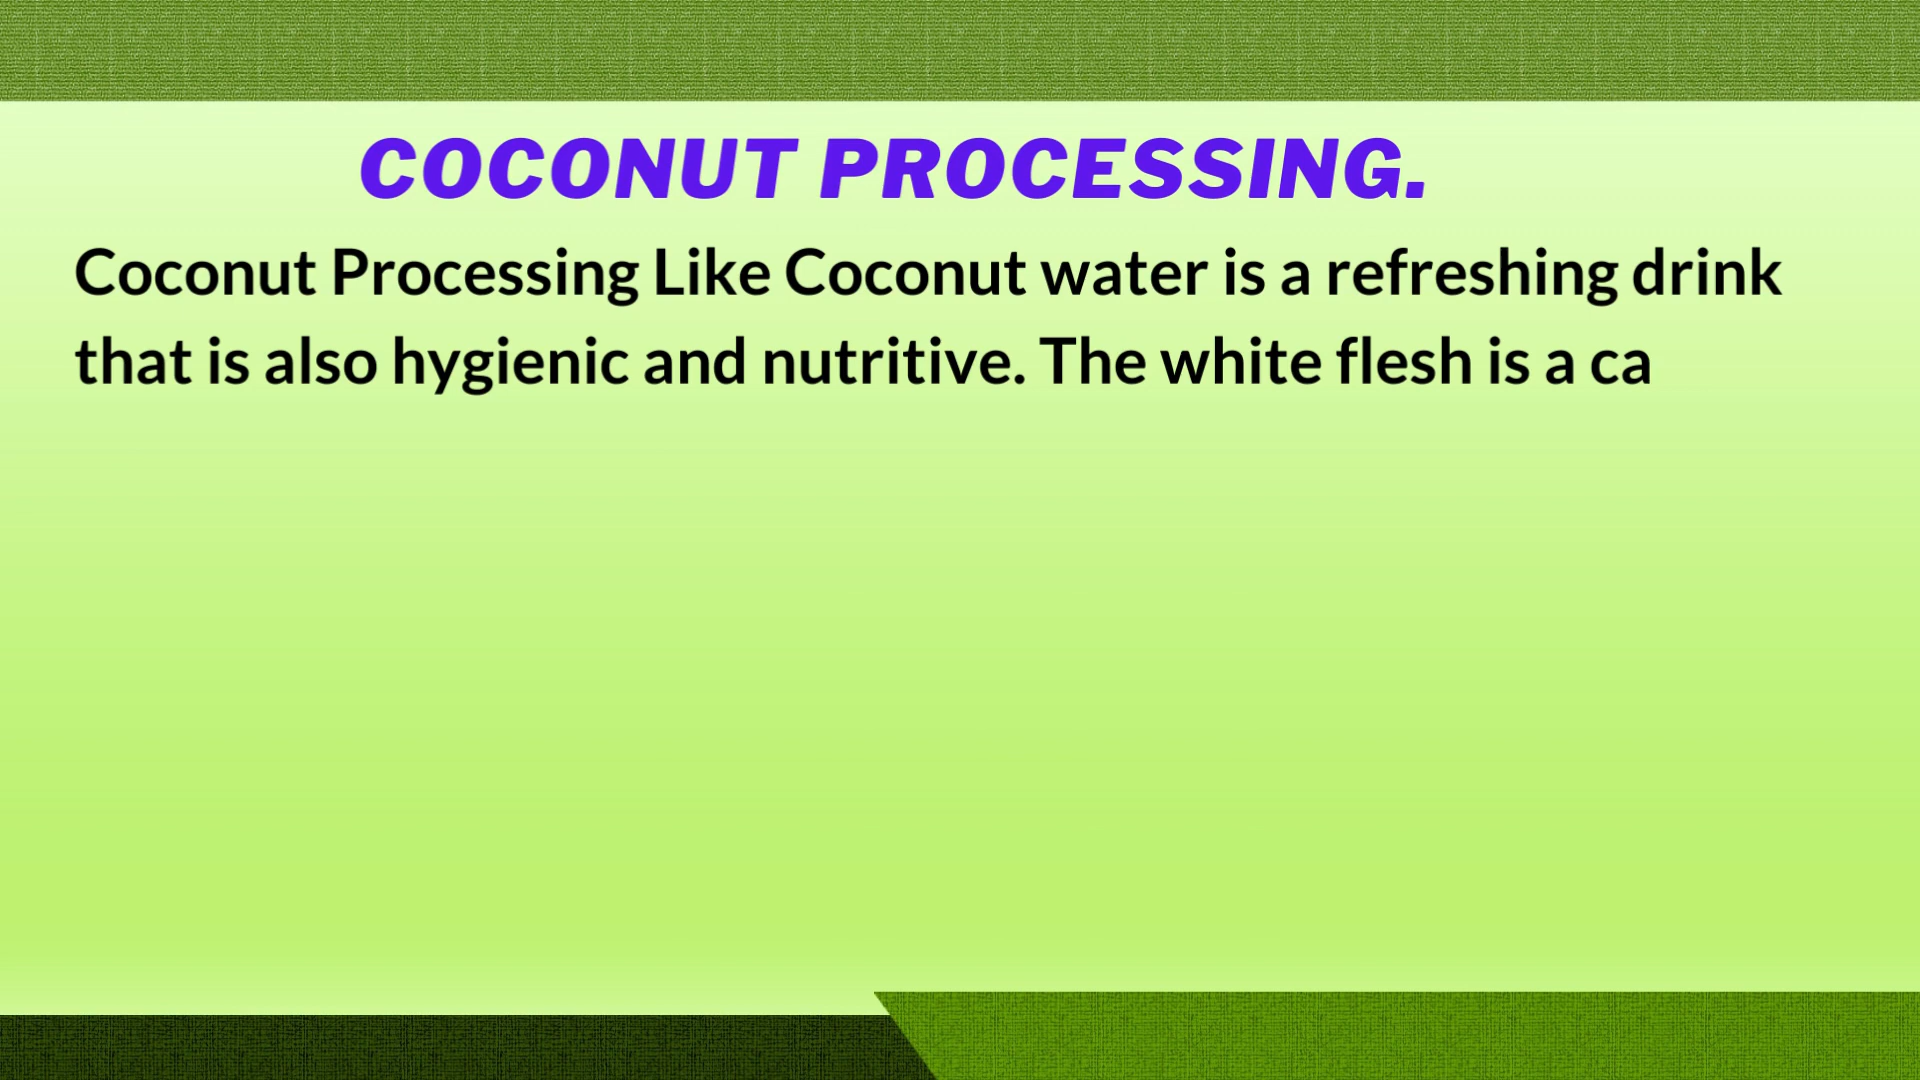 COCONUT PROCESSING.
Coconut Processing Like Coconut water is a refreshing drink
that is also hygienic and nutritive. The white flesh is a ca